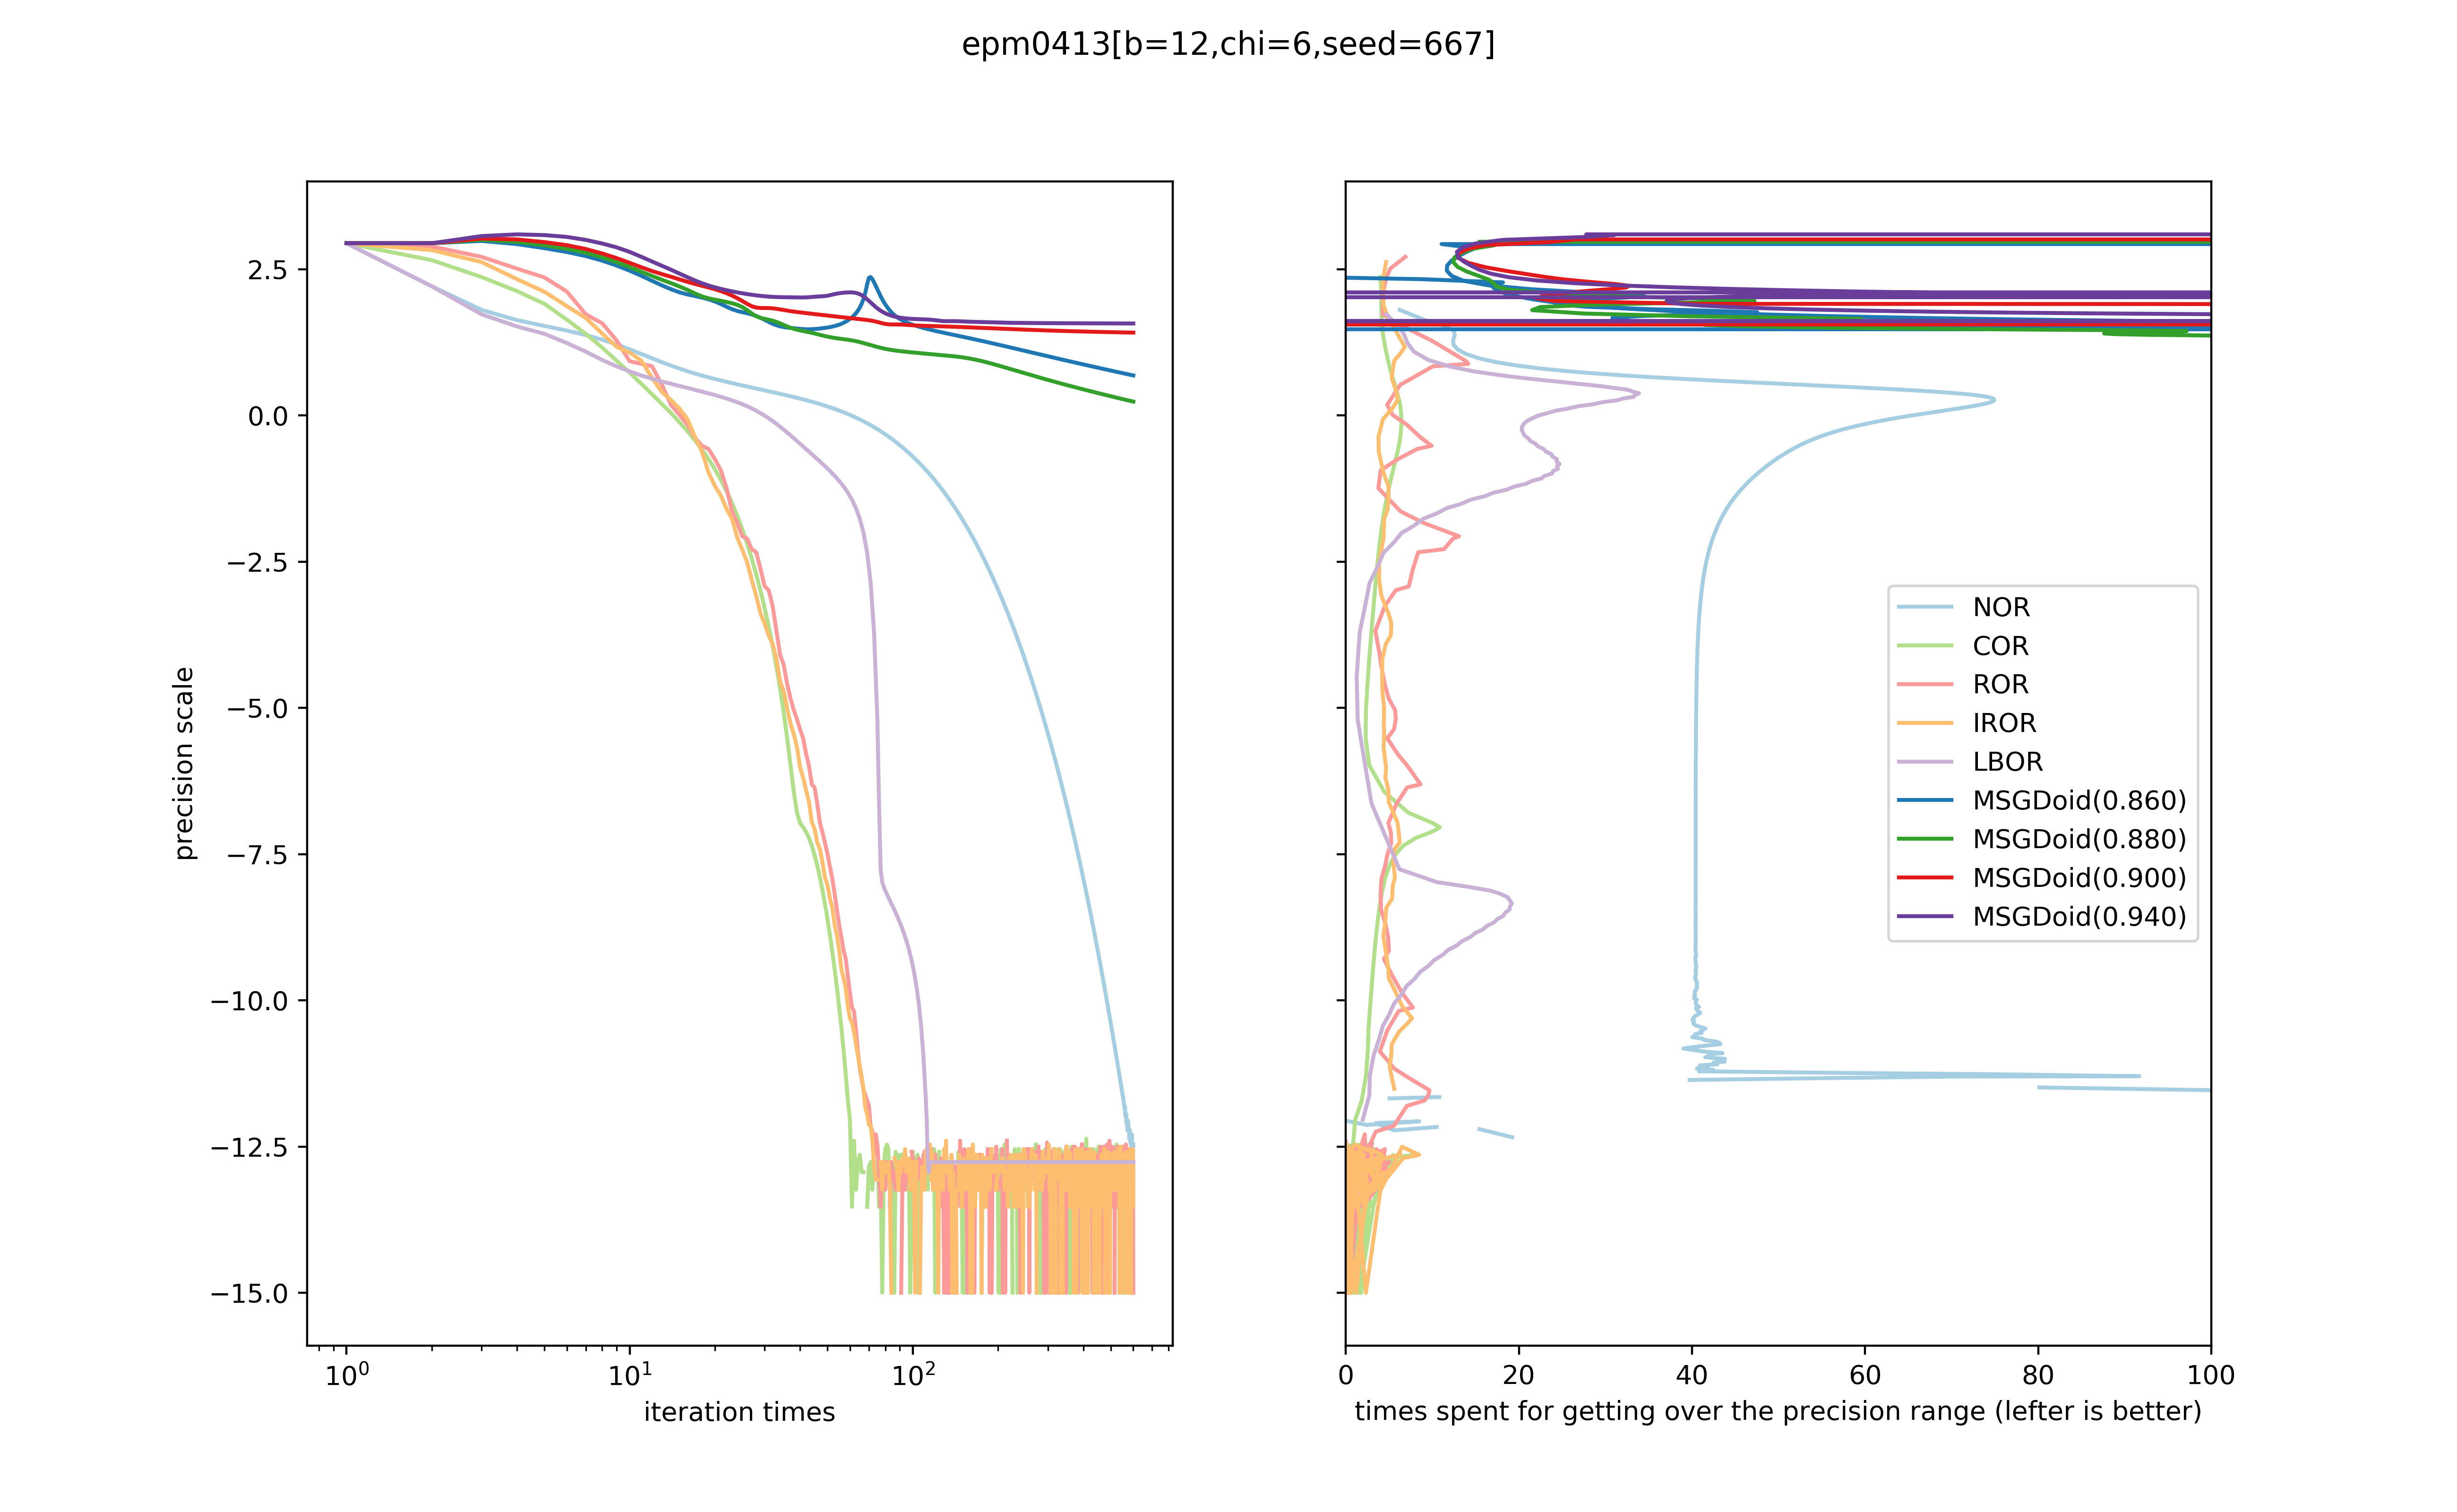 epm0413[b=12,chi=6,seed=667]
precision scale
2.5
0.0
−2.5
−5.0
−7.5
−10.0
−12.5
−15.0
10⁰ 10¹ 10²
iteration times
NOR
COR
ROR
IROR
LBOR
MSGDoid(0.860)
MSGDoid(0.880)
MSGDoid(0.900)
MSGDoid(0.940)
0 20 40 60 80 100
times spent for getting over the precision range (lefter is better)